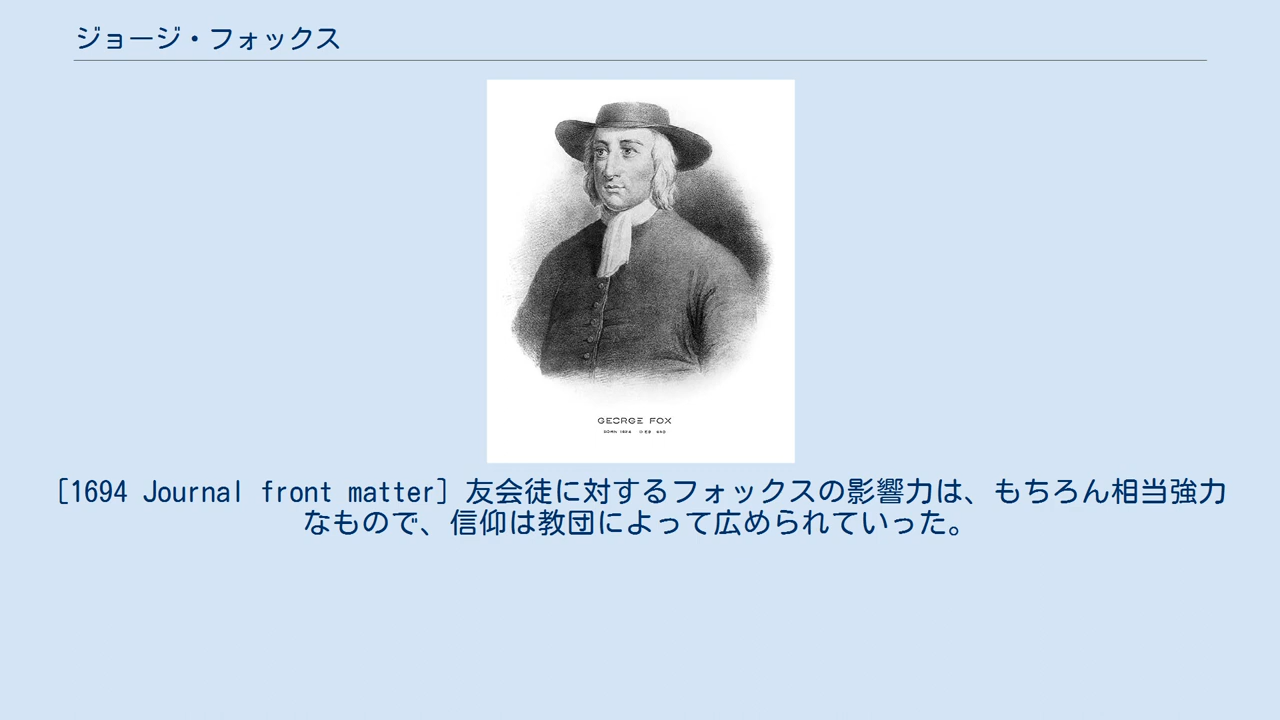 ジョージ・フォックス
GEORGE FOX
［1694 Journal front matter］友会徒に対するフォックスの影響力は、もちろん相当強力
なもので、信仰は教団によって広められていった。